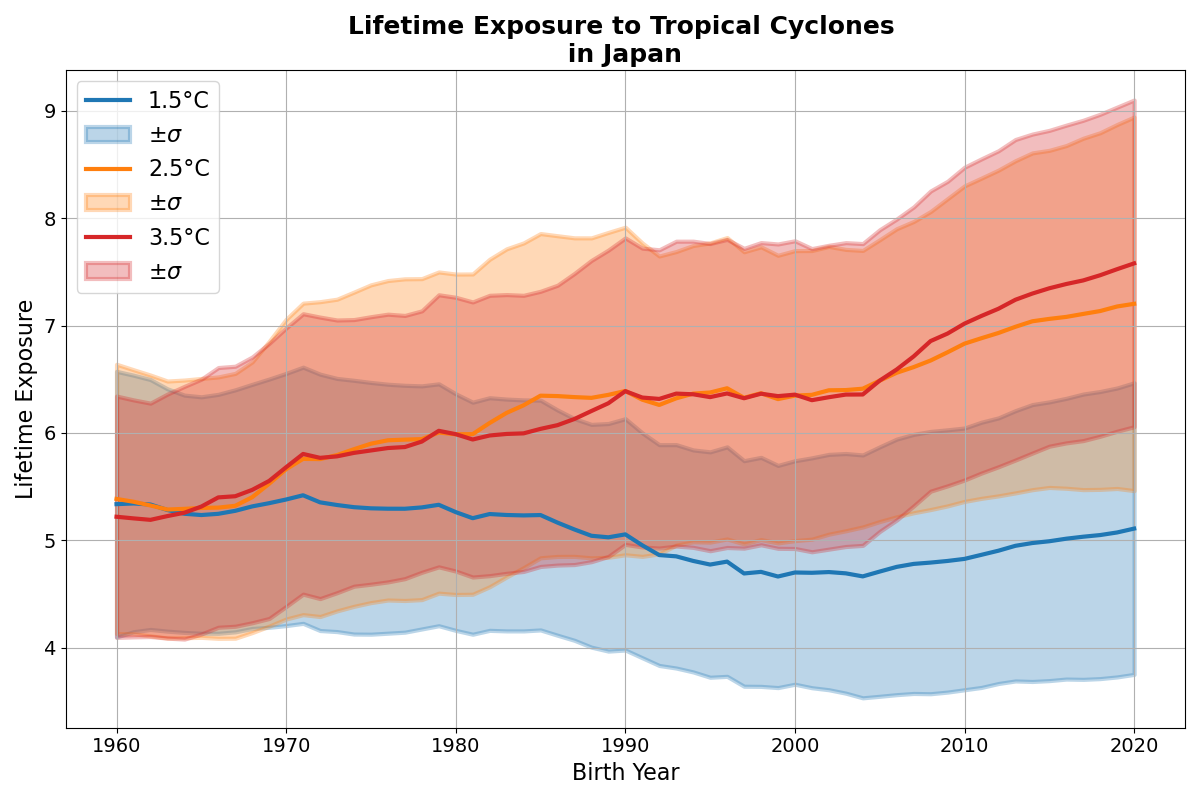 Lifetime Exposure to Tropical Cyclones
in Japan
1.5°C
±σ
2.5°C
±σ
3.5°C
±σ
Lifetime Exposure
9
8
7
6
5
4
1960 1970 1980 1990 2000 2010 2020
Birth Year